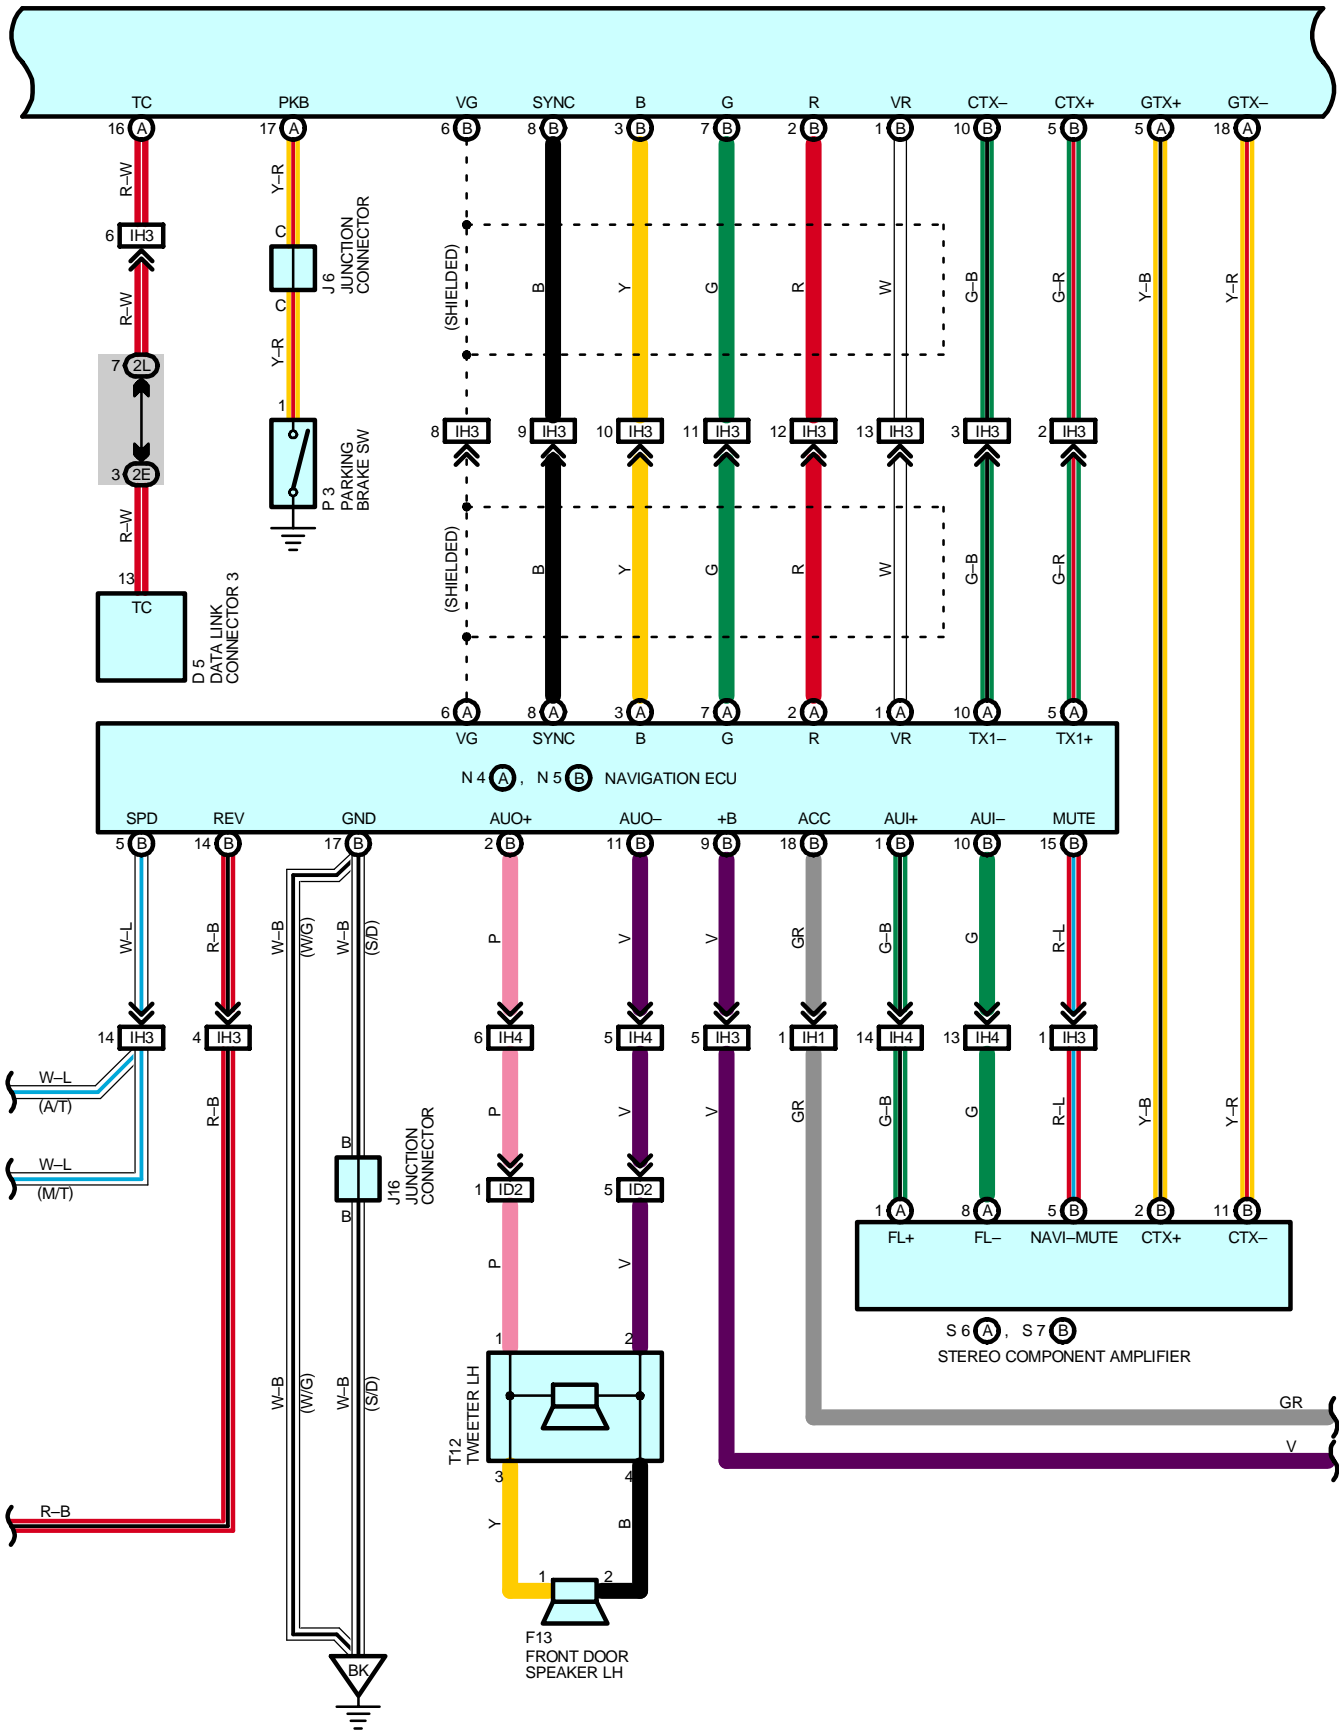 TC PKB VG SYNC B G R VR CTX– CTX+ GTX+ GTX–
16 A 17 A 6 B 8 B 3 B 7 B 2 B 1 B 10 B 5 B 5 A 18 A
R–W Y–R
6 IH3
C
J 6
JUNCTION
CONNECTOR
C
R–W (SHIELDED) B Y G R W G–B G–R Y–B Y–R
Y–R
7 2L
1
8 IH3 9 IH3 10 IH3 11 IH3 12 IH3 13 IH3 3 IH3 2 IH3
3 2E
P 3
PARKING
BRAKE SW
R–W
(SHIELDED) B Y G R W G–B G–R
13
TC
D 5
DATA LINK
CONNECTOR 3
6 A 8 A 3 A 7 A 2 A 1 A 10 A 5 A
VG SYNC B G R VR TX1– TX1+
N 4 A , N 5 B NAVIGATION ECU
SPD REV GND AUO+ AUO– +B ACC AUI+ AUI– MUTE
5 B 14 B 17 B 2 B 11 B 9 B 18 B 1 B 10 B 15 B
W–L R–B W–B (W/G) W–B (S/D) P V V GR G–B G R–L
14 IH3 4 IH3 6 IH4 5 IH4 5 IH3 1 IH1 14 IH4 13 IH4 1 IH3
W–L
(A/T)
R–B P V V GR G–B G R–L Y–B Y–R
B
J16
JUNCTION
CONNECTOR
B
W–L
(M/T)
1 ID2 5 ID2
1 A 8 A 5 B 2 B 11 B
FL+ FL– NAVI–MUTE CTX+ CTX–
P V
S 6 A , S 7 B
STEREO COMPONENT AMPLIFIER
1 2
W–B (W/G) W–B (S/D)
T12
TWEETER LH
GR
V
3 4
R–B
Y B
1 2
F13
FRONT DOOR
SPEAKER LH
BK